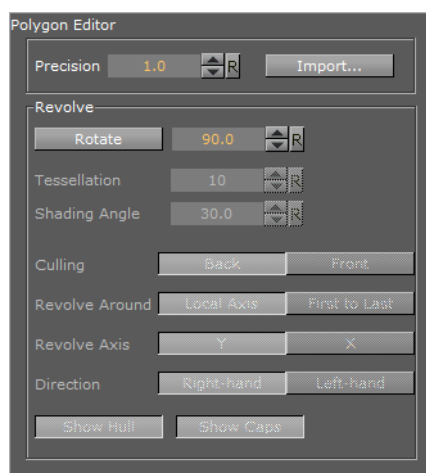 Polygon Editor
Precision 1.0 R Import...
Revolve
Rotate 90.0 R
Tessellation 10 R
Shading Angle 30.0 R
Culling Back Front
Revolve Around Local Axis First to Last
Revolve Axis Y X
Direction Right-hand Left-hand
Show Hull Show Caps